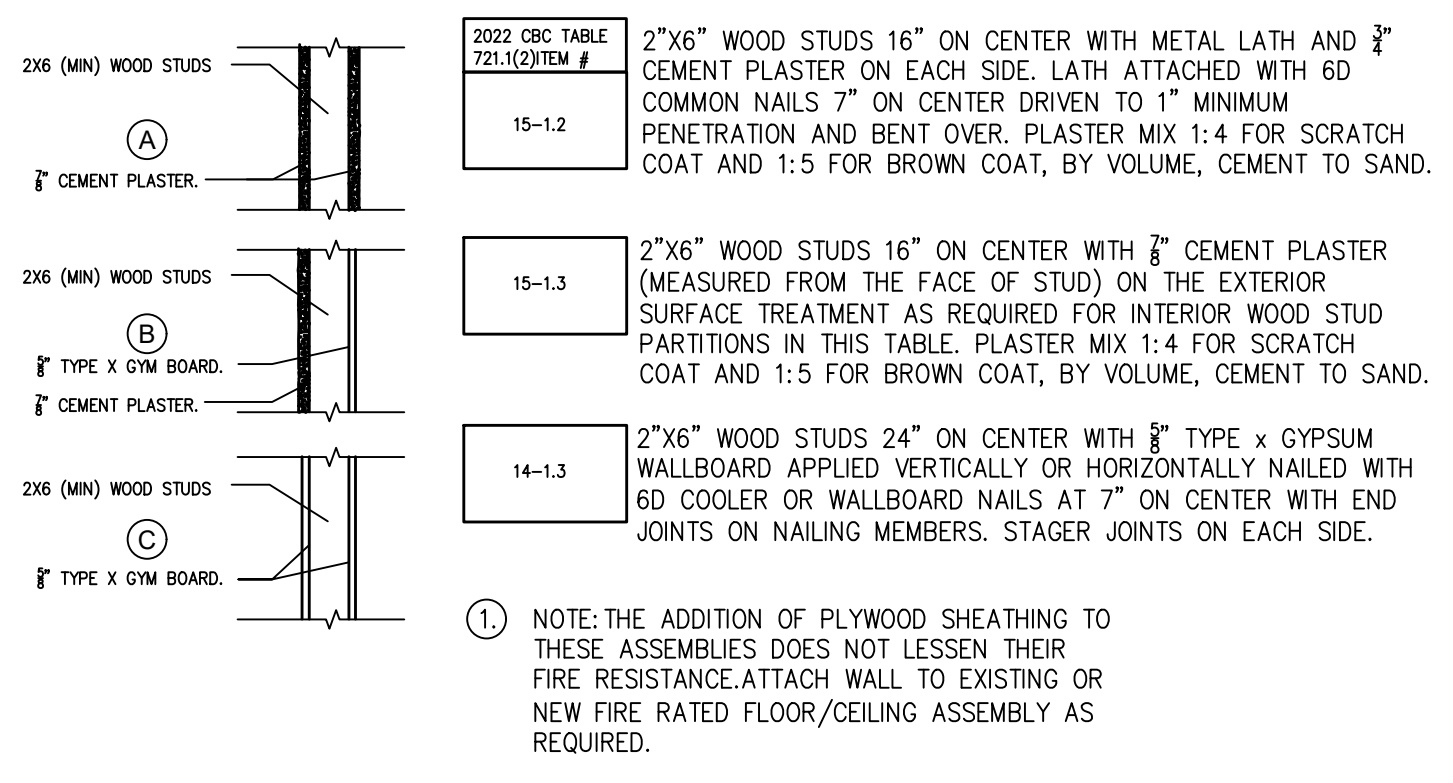 2X6 (MIN) WOOD STUDS
A
7/8" CEMENT PLASTER.
2022 CBC TABLE
721.1(2)ITEM #
15-1.2
2"X6" WOOD STUDS 16" ON CENTER WITH METAL LATH AND 3/4"
CEMENT PLASTER ON EACH SIDE. LATH ATTACHED WITH 6D
COMMON NAILS 7" ON CENTER DRIVEN TO 1" MINIMUM
PENETRATION AND BENT OVER. PLASTER MIX 1:4 FOR SCRATCH
COAT AND 1:5 FOR BROWN COAT, BY VOLUME, CEMENT TO SAND.
2X6 (MIN) WOOD STUDS
B
5/8" TYPE X GYM BOARD.
7/8" CEMENT PLASTER.
15-1.3
2"X6" WOOD STUDS 16" ON CENTER WITH 7/8" CEMENT PLASTER
(MEASURED FROM THE FACE OF STUD) ON THE EXTERIOR
SURFACE TREATMENT AS REQUIRED FOR INTERIOR WOOD STUD
PARTITIONS IN THIS TABLE. PLASTER MIX 1:4 FOR SCRATCH
COAT AND 1:5 FOR BROWN COAT, BY VOLUME, CEMENT TO SAND.
2X6 (MIN) WOOD STUDS
C
5/8" TYPE X GYM BOARD.
14-1.3
2"X6" WOOD STUDS 24" ON CENTER WITH 5/8" TYPE x GYPSUM
WALLBOARD APPLIED VERTICALLY OR HORIZONTALLY NAILED WITH
6D COOLER OR WALLBOARD NAILS AT 7" ON CENTER WITH END
JOINTS ON NAILING MEMBERS. STAGER JOINTS ON EACH SIDE.
1. NOTE: THE ADDITION OF PLYWOOD SHEATHING TO
THESE ASSEMBLIES DOES NOT LESSEN THEIR
FIRE RESISTANCE.ATTACH WALL TO EXISTING OR
NEW FIRE RATED FLOOR/CEILING ASSEMBLY AS
REQUIRED.